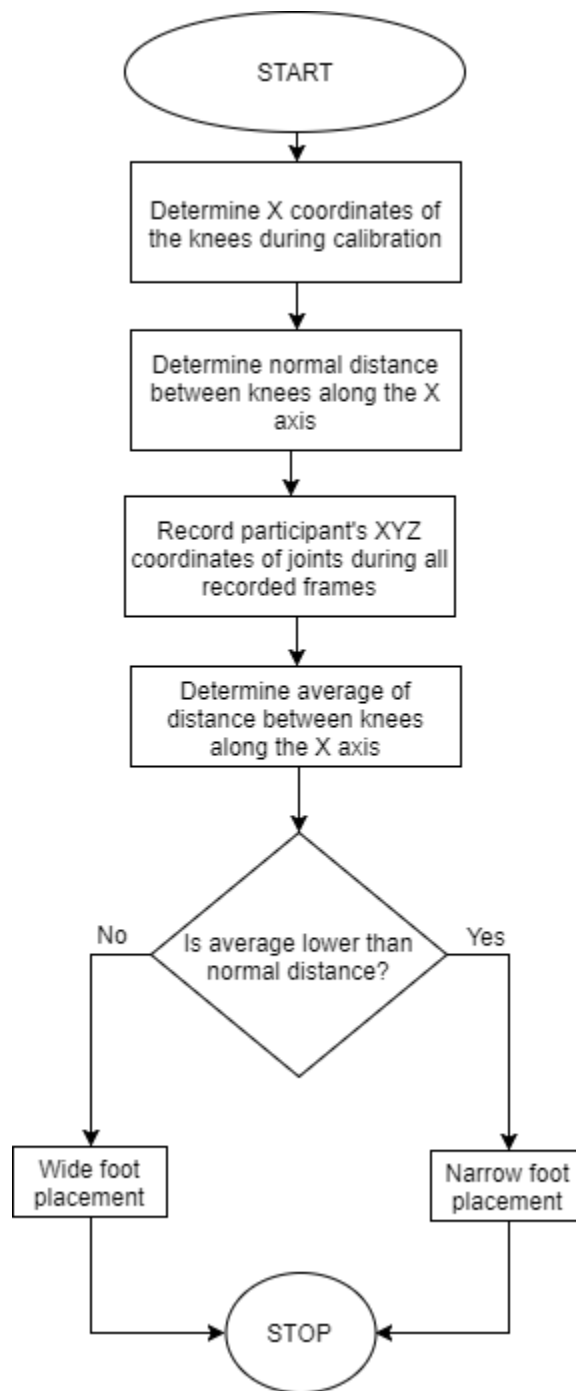 START
Determine X coordinates of
the knees during calibration
Determine normal distance
between knees along the X
axis
Record participant's XYZ
coordinates of joints during all
recorded frames
Determine average of
distance between knees
along the X axis
No
Is average lower than
normal distance?
Yes
Wide foot
placement
Narrow foot
placement
STOP